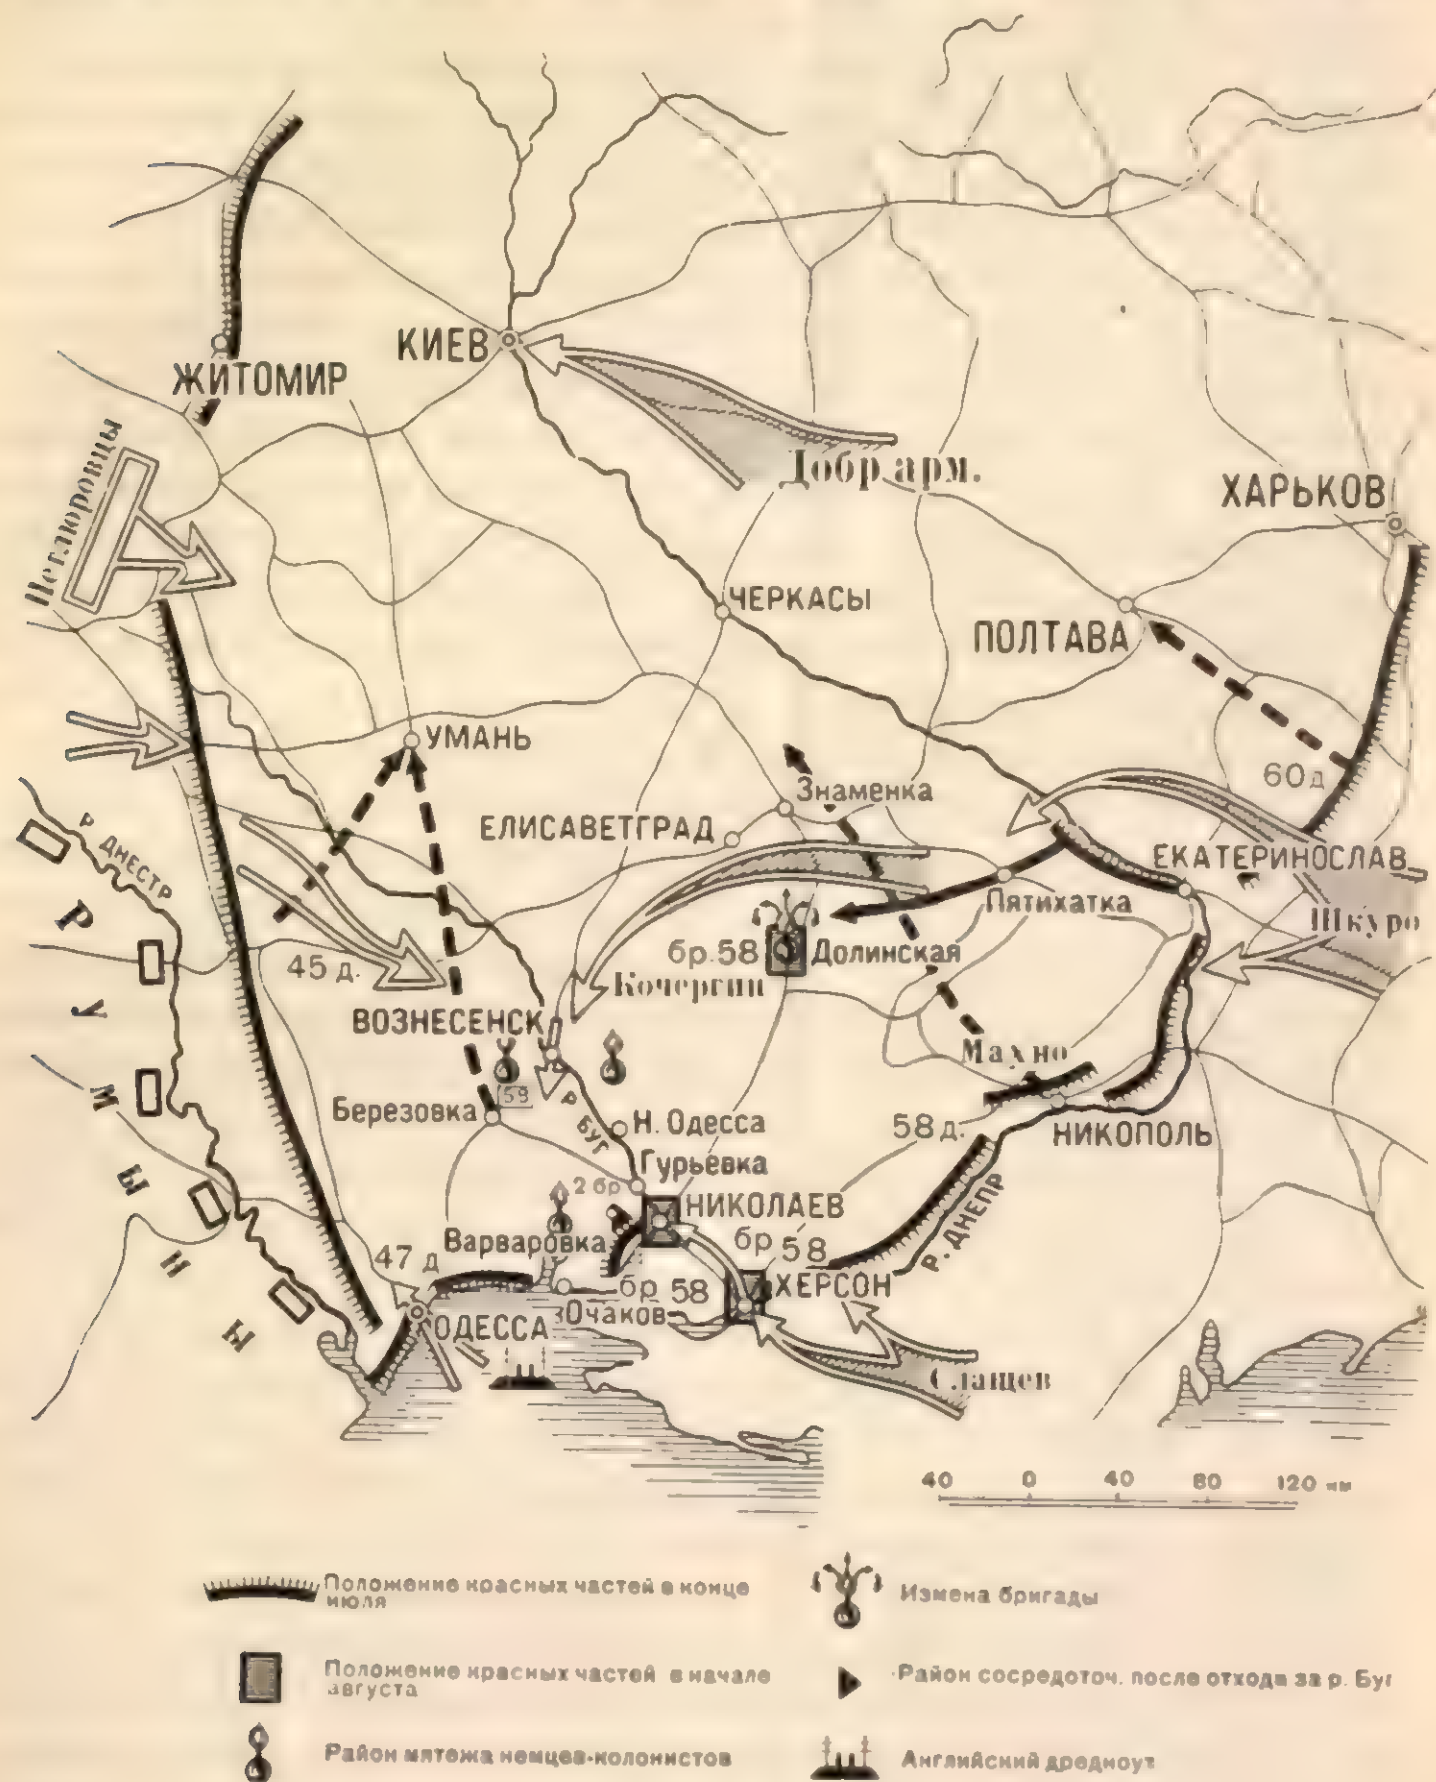 КИЕВ
ЖИТОМИР
Петлюровцы
Добр. арм.
ХАРЬКОВ
ЧЕРКАСЫ
ПОЛТАВА
УМАНЬ
60 д
Знаменка
ЕЛИСАВЕТГРАД
Р. ДНЕСТР
ЕКАТЕРИНОСЛАВ
Пятихатка
Шкуро
РУМЫНЫ
45 д.
бр. 58
Долинская
Кочергин
ВОЗНЕСЕНСК
Махно
58
Березовка
Р. БУГ
Н. Одесса
58 д.
НИКОПОЛЬ
Гурьевка
2 бр
НИКОЛАЕВ
Варваровка
бр 58
Р. ДНЕПР
47 д
бр 58
ХЕРСОН
Очаков
ОДЕССА
Слащев
40 0 40 80 120 км
Положение красных частей в конце
июля
Измена бригады
Положение красных частей в начале
августа
Район сосредоточ. после отхода за р. Буг
Район мятежа немцев-колонистов
Английский дредноут